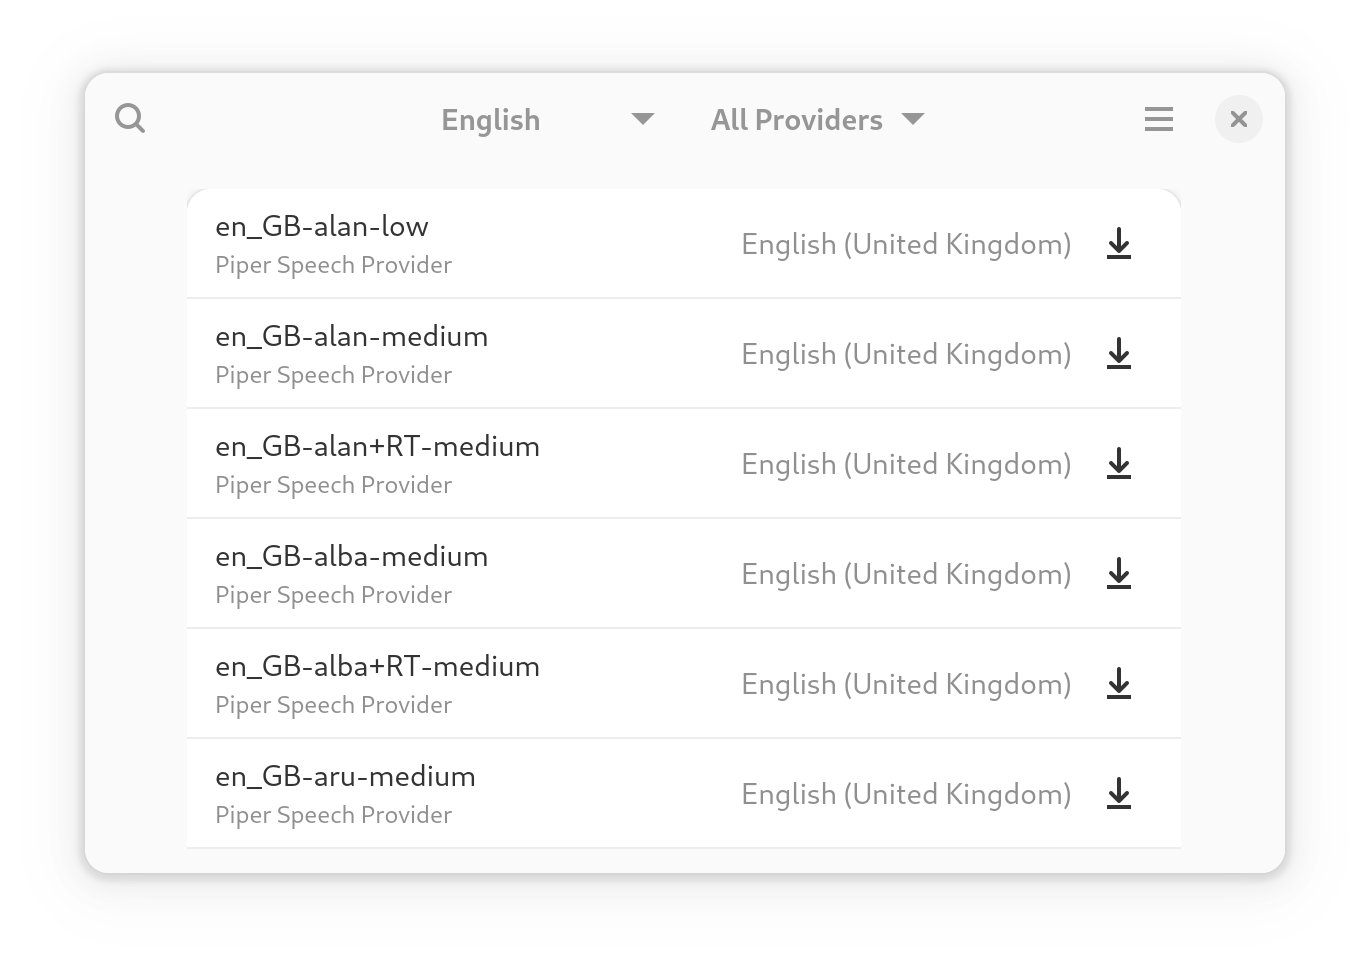 English
All Providers
en_GB-alan-low
Piper Speech Provider
English (United Kingdom)
en_GB-alan-medium
Piper Speech Provider
English (United Kingdom)
en_GB-alan+RT-medium
Piper Speech Provider
English (United Kingdom)
en_GB-alba-medium
Piper Speech Provider
English (United Kingdom)
en_GB-alba+RT-medium
Piper Speech Provider
English (United Kingdom)
en_GB-aru-medium
Piper Speech Provider
English (United Kingdom)